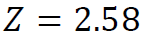 Z = 2.58